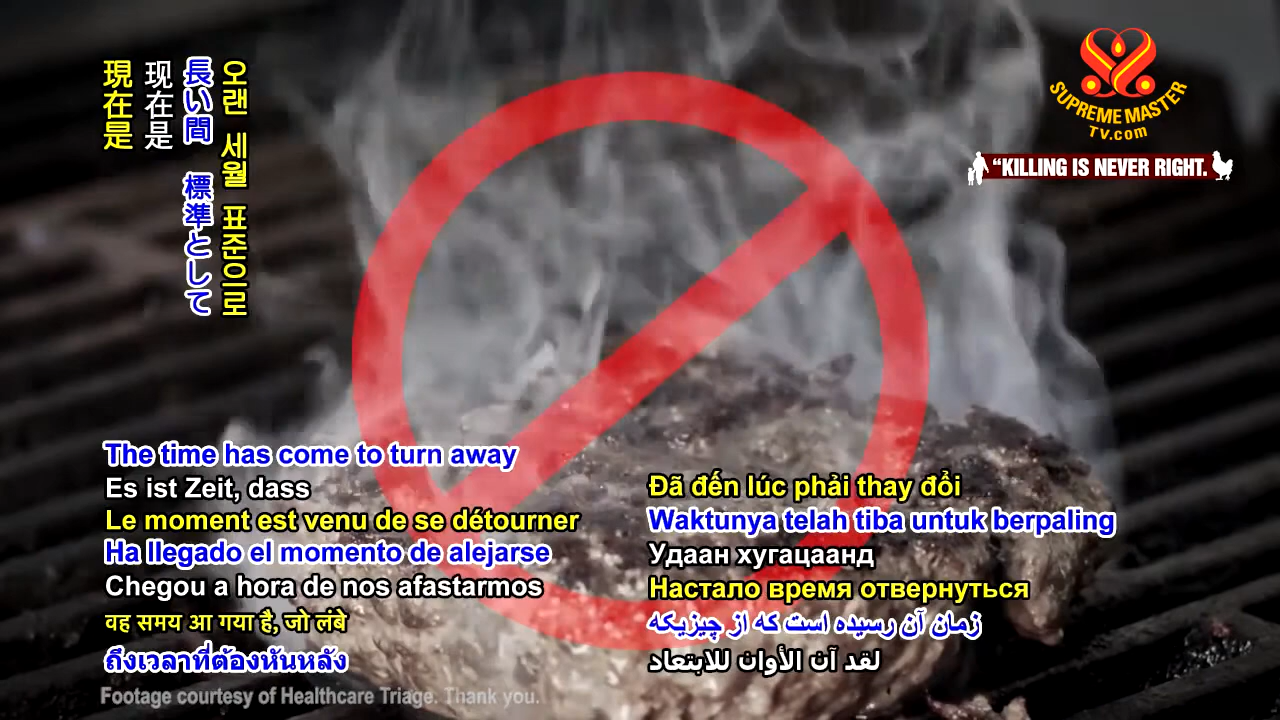 現在是
现在是
長い間 標準として
오랜 세월 표준으로
SUPREME MASTER
TV.com
“KILLING IS NEVER RIGHT.
The time has come to turn away
Es ist Zeit, dass
Le moment est venu de se détourner
Ha llegado el momento de alejarse
Chegou a hora de nos afastarmos
वह समय आ गया है, जो लंबे
ถึงเวลาที่ต้องหันหลัง
Đã đến lúc phải thay đổi
Waktunya telah tiba untuk berpaling
Удаан хугацаанд
Настало время отвернуться
زمان آن رسیده است که از چیزیکه
لقد آن الأوان للابتعاد
Footage courtesy of Healthcare Triage. Thank you.